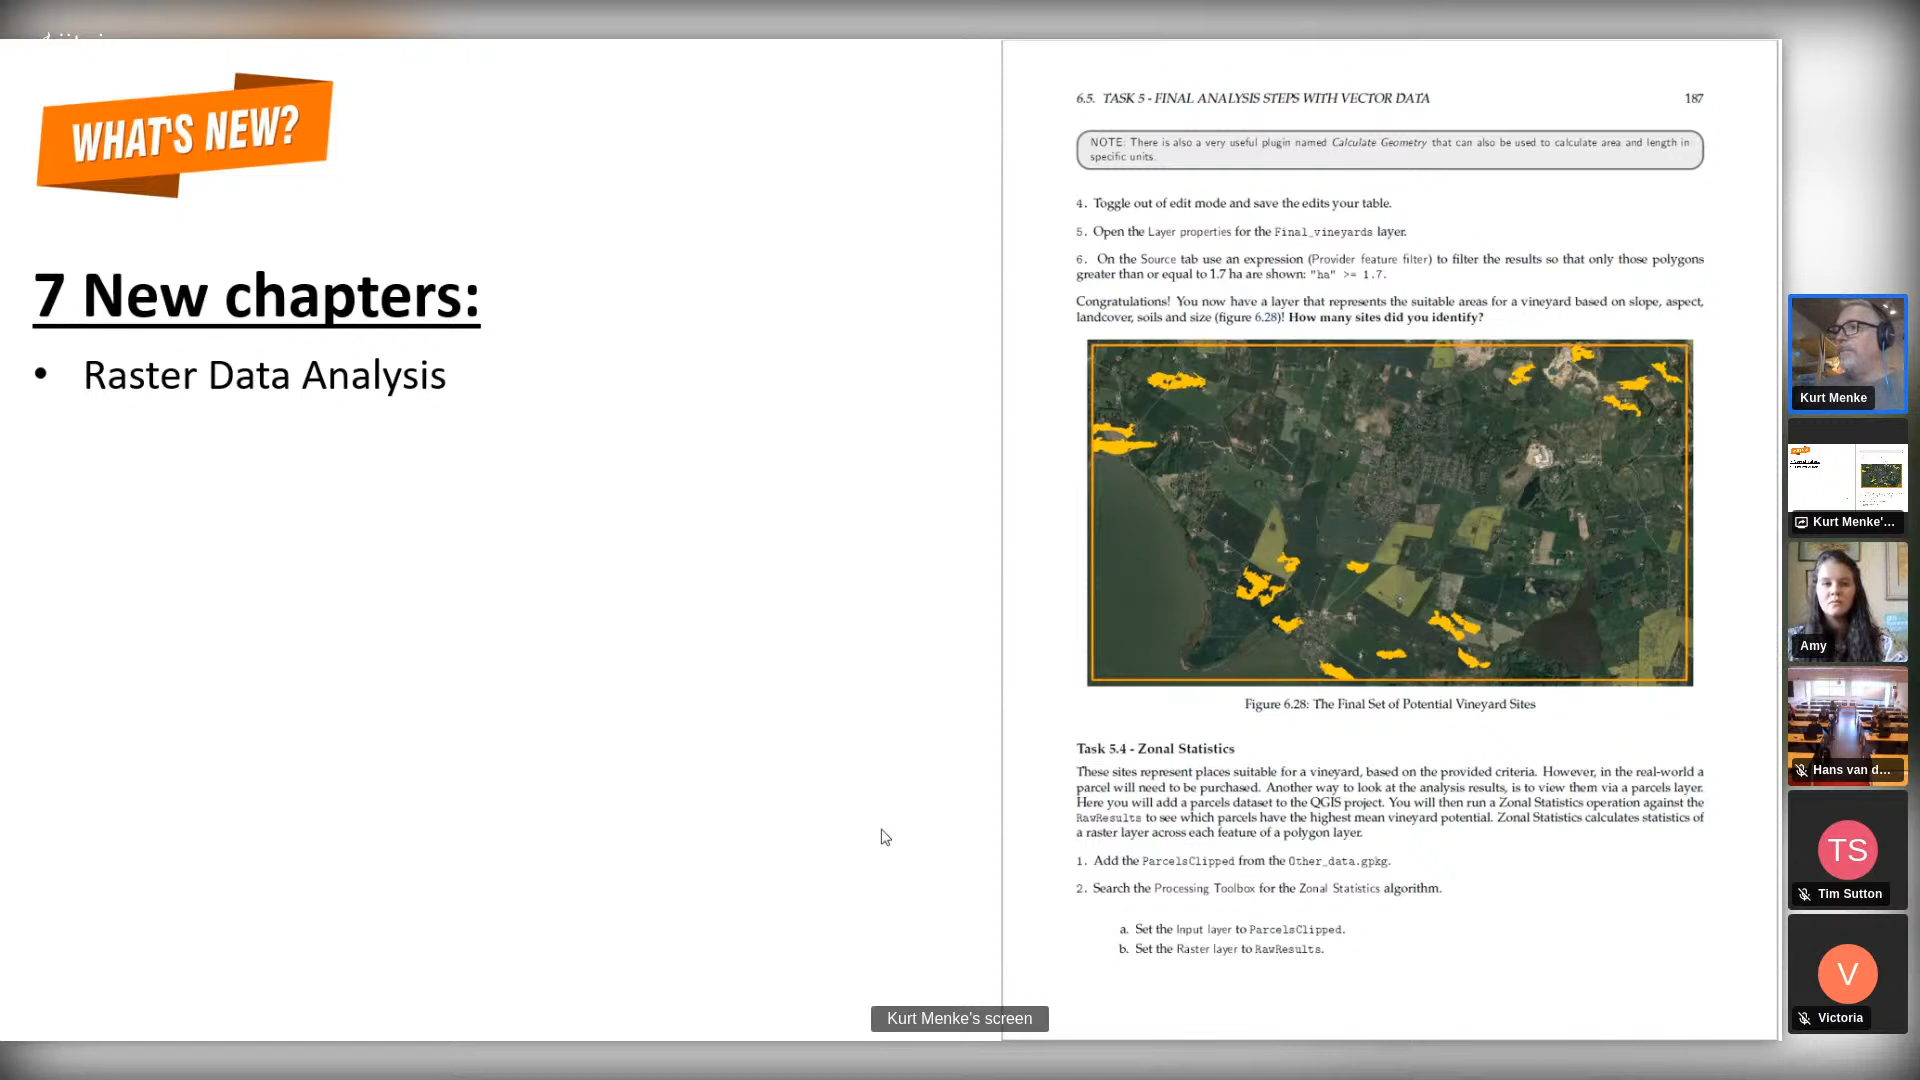 WHAT'S NEW?
7 New chapters:
• Raster Data Analysis
6.5. TASK 5 - FINAL ANALYSIS STEPS WITH VECTOR DATA 187
NOTE: There is also a very useful plugin named Calculate Geometry that can also be used to calculate area and length in
specific units.
4. Toggle out of edit mode and save the edits your table.
5. Open the Layer properties for the Final_vineyards layer.
6. On the Source tab use an expression (Provider feature filter) to filter the results so that only those polygons
greater than or equal to 1.7 ha are shown: "ha" >= 1.7.
Congratulations! You now have a layer that represents the suitable areas for a vineyard based on slope, aspect,
landcover, soils and size (figure 6.28)! How many sites did you identify?
Figure 6.28: The Final Set of Potential Vineyard Sites
Task 5.4 - Zonal Statistics
These sites represent places suitable for a vineyard, based on the provided criteria. However, in the real-world a
parcel will need to be purchased. Another way to look at the analysis results, is to view them via a parcels layer.
Here you will add a parcels dataset to the QGIS project. You will then run a Zonal Statistics operation against the
RawResults to see which parcels have the highest mean vineyard potential. Zonal Statistics calculates statistics of
a raster layer across each feature of a polygon layer.
1. Add the ParcelsClipped from the Other_data.gpkg.
2. Search the Processing Toolbox for the Zonal Statistics algorithm.
a. Set the Input layer to ParcelsClipped.
b. Set the Raster layer to RawResults.
Kurt Menke's screen
Kurt Menke
Kurt Menke'...
Amy
Hans van d...
TS
Tim Sutton
V
Victoria